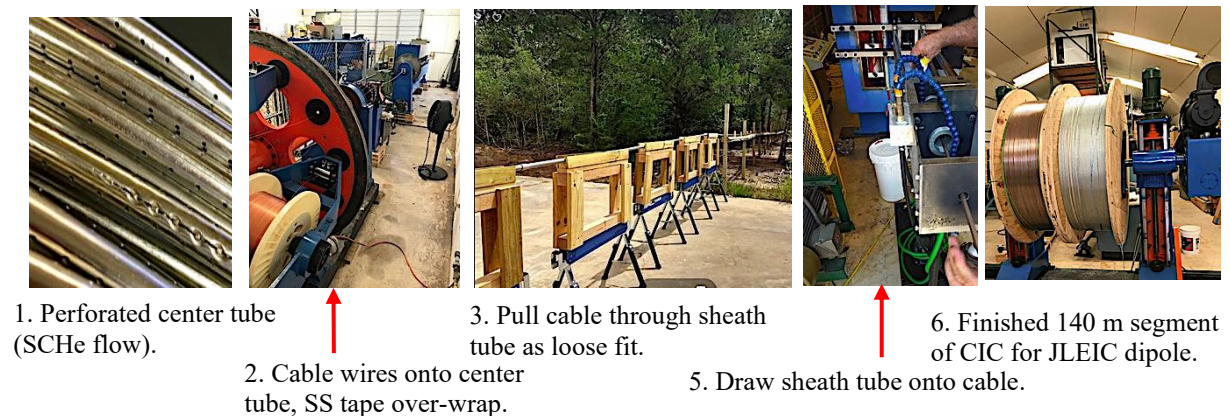 1. Perforated center tube
(SCHe flow).
2. Cable wires onto center
tube, SS tape over-wrap.
3. Pull cable through sheath
tube as loose fit.
5. Draw sheath tube onto cable.
6. Finished 140 m segment
of CIC for JLEIC dipole.